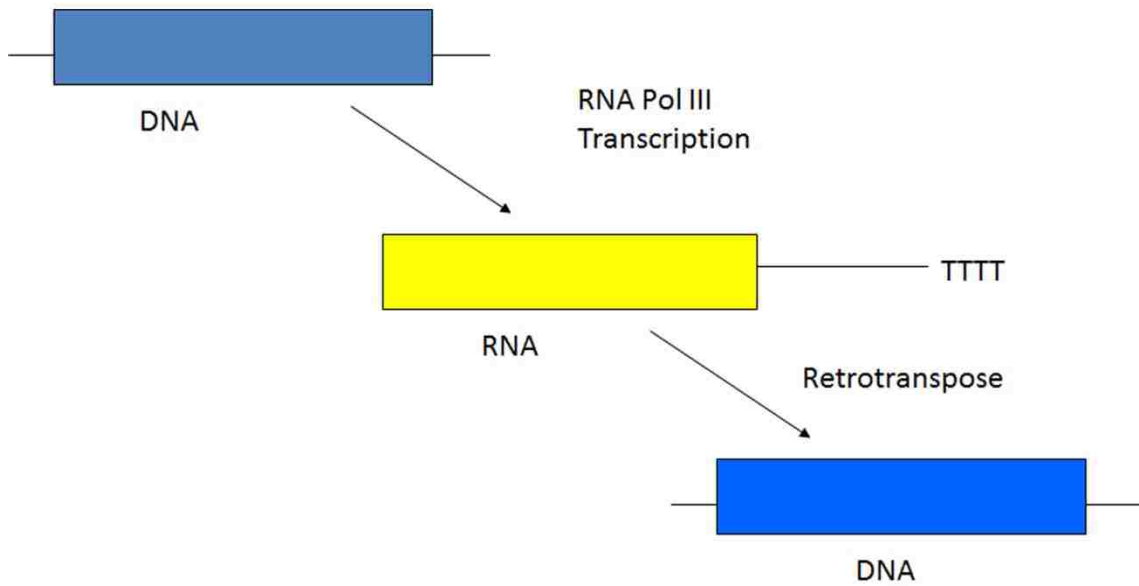 DNA
RNA Pol III
Transcription
TTTT
RNA
Retrotranspose
DNA